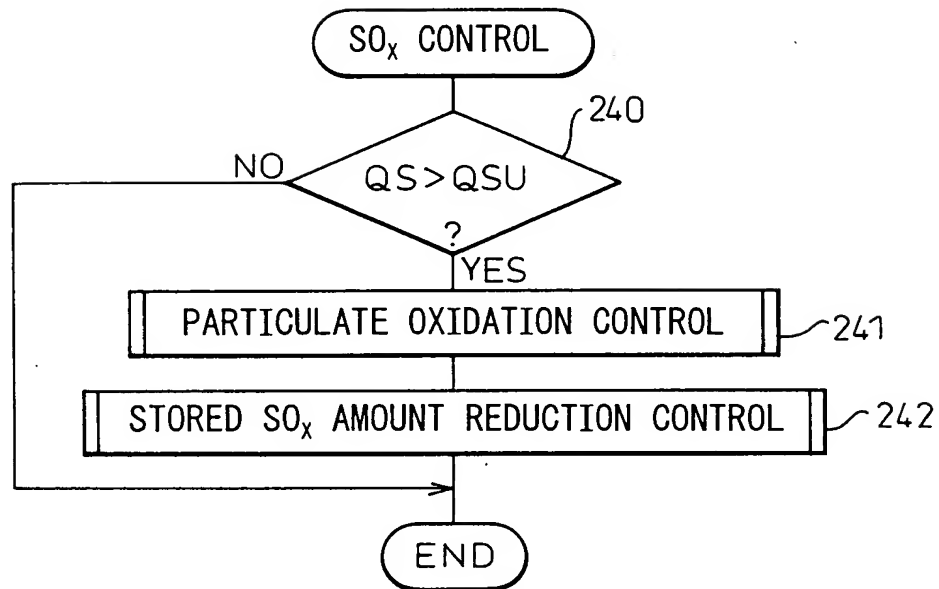 SOX CONTROL
240
NO
QS>QSU
?
YES
PARTICULATE OXIDATION CONTROL
241
STORED SOX AMOUNT REDUCTION CONTROL
242
END